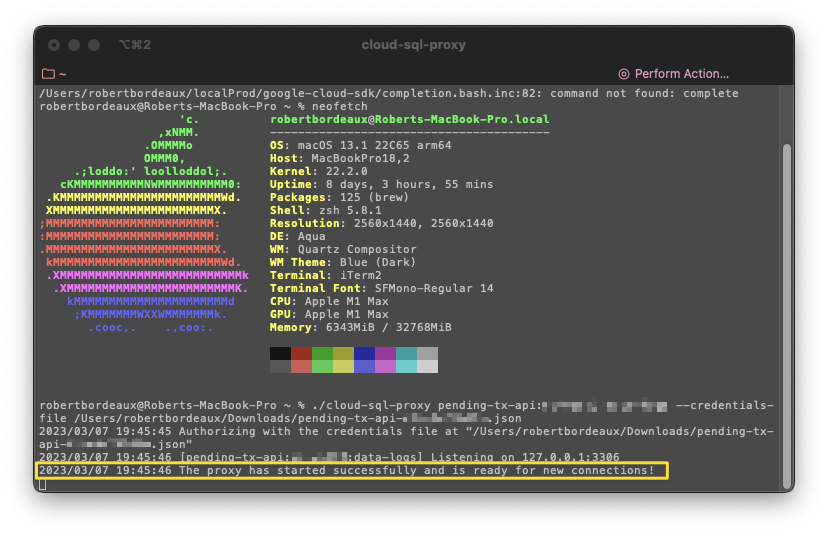 ⌥⌘2
cloud-sql-proxy
~
Perform Action…
/Users/robertbordeaux/localProd/google-cloud-sdk/completion.bash.inc:82: command not found: complete
robertbordeaux@Roberts-MacBook-Pro ~ % neofetch
'c.
,xNMM.
.OMMMMo
OMMM0,
.;loddo:' loolloddol;.
cKMMMMMMMMMMNWMMMMMMMMMM0:
.KMMMMMMMMMMMMMMMMMMMMMMMWd.
XMMMMMMMMMMMMMMMMMMMMMMMX.
;MMMMMMMMMMMMMMMMMMMMMMMM:
:MMMMMMMMMMMMMMMMMMMMMMMM:
.MMMMMMMMMMMMMMMMMMMMMMMMX.
kMMMMMMMMMMMMMMMMMMMMMMMMWd.
.XMMMMMMMMMMMMMMMMMMMMMMMMMMk
.XMMMMMMMMMMMMMMMMMMMMMMMMK.
kMMMMMMMMMMMMMMMMMMMMMMd
;KMMMMMMMWXXWMMMMMMMk.
.cooc,.    .,coo:.
robertbordeaux@Roberts-MacBook-Pro.local
----------------------------------------
OS: macOS 13.1 22C65 arm64
Host: MacBookPro18,2
Kernel: 22.2.0
Uptime: 8 days, 3 hours, 55 mins
Packages: 125 (brew)
Shell: zsh 5.8.1
Resolution: 2560x1440, 2560x1440
DE: Aqua
WM: Quartz Compositor
WM Theme: Blue (Dark)
Terminal: iTerm2
Terminal Font: SFMono-Regular 14
CPU: Apple M1 Max
GPU: Apple M1 Max
Memory: 6343MiB / 32768MiB
robertbordeaux@Roberts-MacBook-Pro ~ % ./cloud-sql-proxy pending-tx-api: --credentials-
file /Users/robertbordeaux/Downloads/pending-tx-api- .json
2023/03/07 19:45:45 Authorizing with the credentials file at "/Users/robertbordeaux/Downloads/pending-tx-
api- .json"
2023/03/07 19:45:46 [pending-tx-api: :data-logs] Listening on 127.0.0.1:3306
2023/03/07 19:45:46 The proxy has started successfully and is ready for new connections!